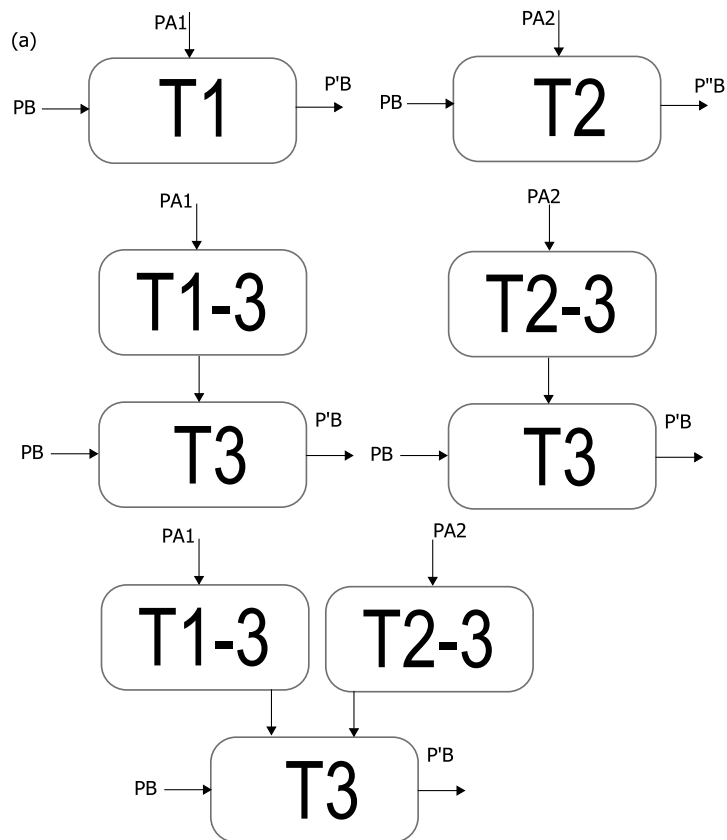 (a)
PA1
PA2
PB
T1
P'B
PB
T2
P"B
PA1
PA2
T1-3
T2-3
PB
T3
P'B
PB
T3
P'B
PA1
PA2
T1-3
T2-3
PB
T3
P'B